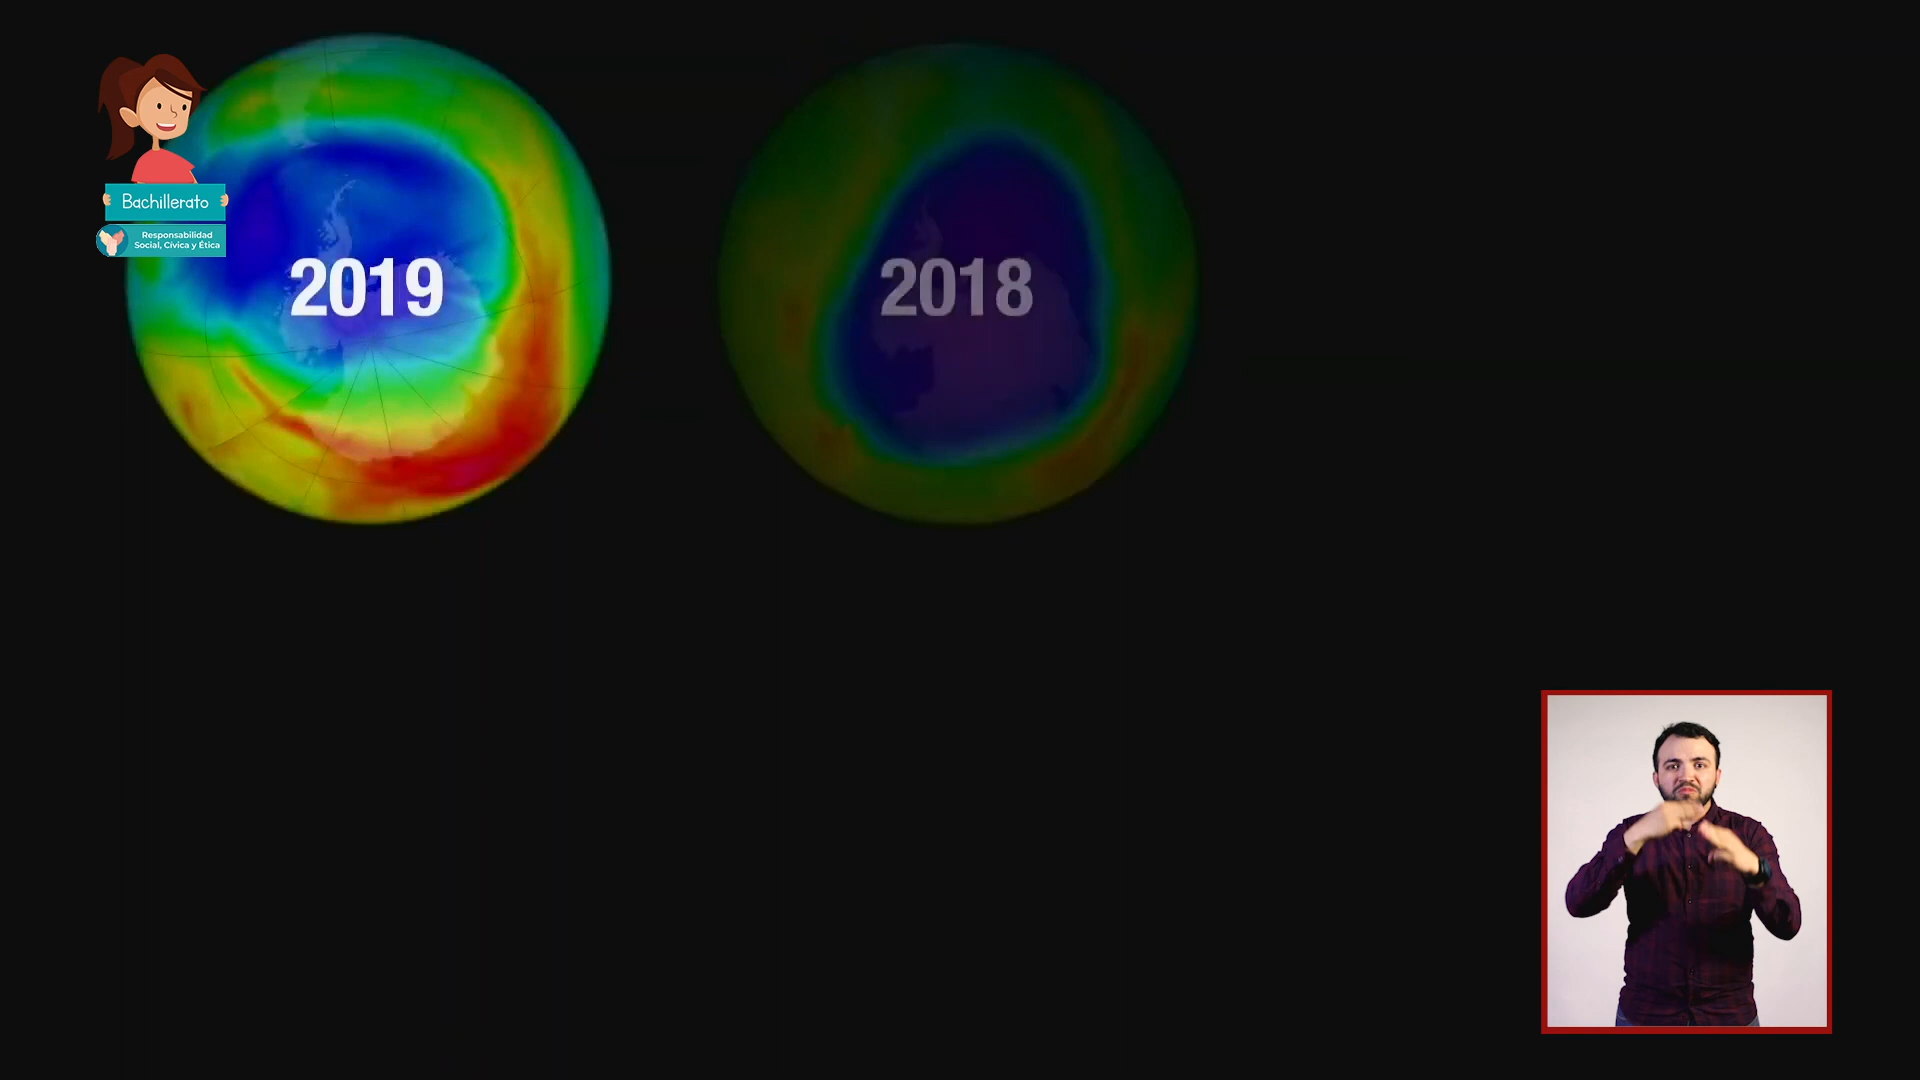 Bachillerato
Responsabilidad
Social, Cívica y Ética
2019
2018